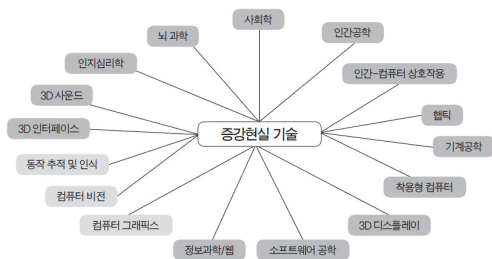 사회학
뇌 과학
인간공학
인지심리학
인간-컴퓨터 상호작용
3D 사운드
햅틱
3D 인터페이스
증강현실 기술
기계공학
동작 추적 및 인식
착용형 컴퓨터
컴퓨터 비전
컴퓨터 그래픽스
3D 디스플레이
정보과학/웹
소프트웨어 공학